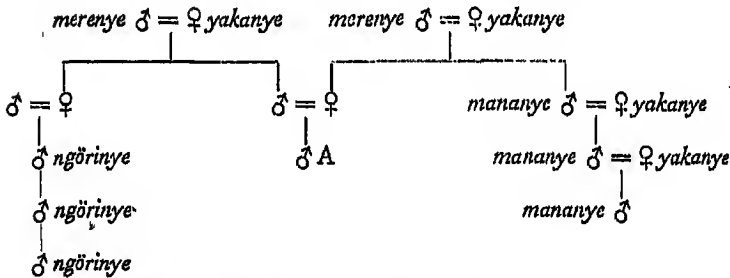 merenye ♂ = ♀ yakanye merenye ♂ = ♀ yakanye
♂ = ♀ ♂ = ♀ mananye ♂ = ♀ yakanye
♂ ngörinye ♂ A mananye ♂ = ♀ yakanye
♂ ngörinye mananye ♂
♂ ngörinye